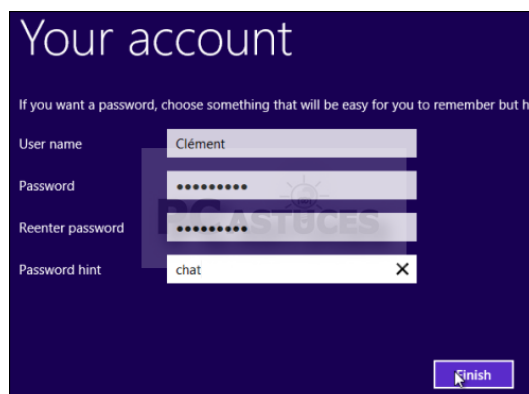 Your account
If you want a password, choose something that will be easy for you to remember but h
User name
Clément
Password
•••••••••
PC ASTUCES
Reenter password
•••••••••
Password hint
chat
Finish